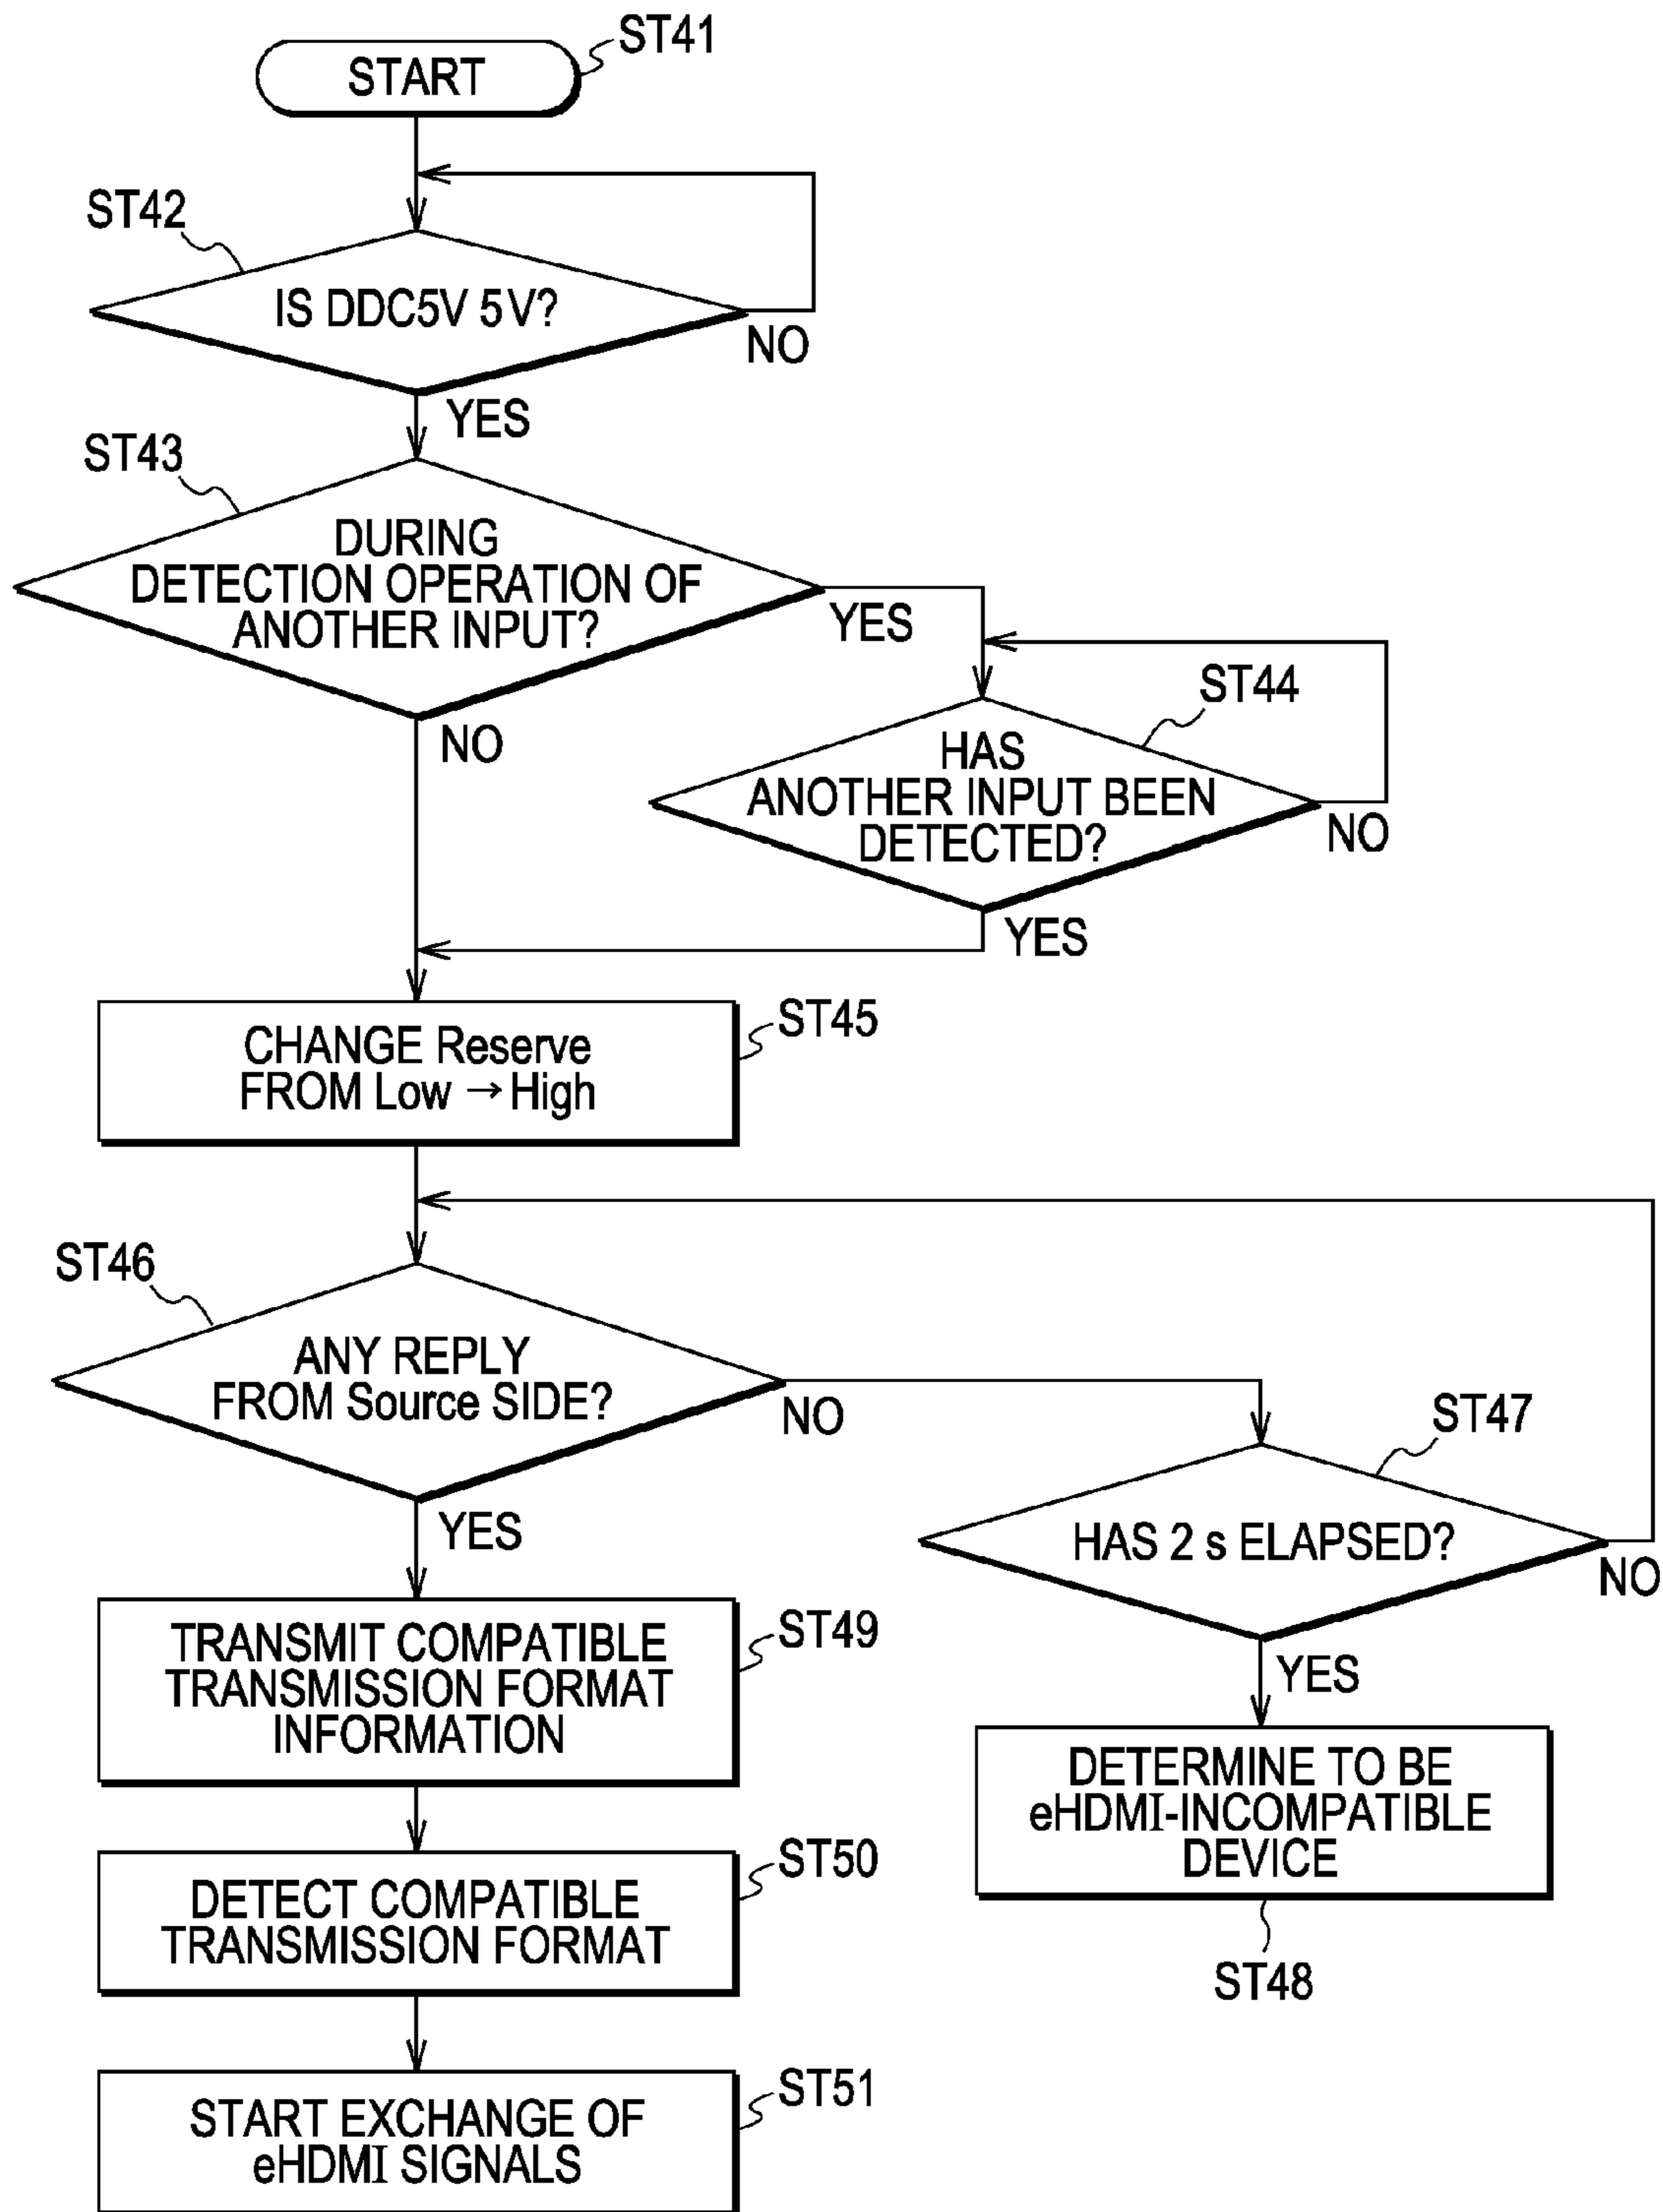 START
ST41
ST42
IS DDC5V 5V?
NO
YES
ST43
DURING
DETECTION OPERATION OF
ANOTHER INPUT?
YES
NO
ST44
HAS
ANOTHER INPUT BEEN
DETECTED?
NO
YES
CHANGE Reserve
FROM Low → High
ST45
ST46
ANY REPLY
FROM Source SIDE?
NO
YES
ST47
HAS 2 s ELAPSED?
NO
YES
DETERMINE TO BE
eHDMI-INCOMPATIBLE
DEVICE
ST48
TRANSMIT COMPATIBLE
TRANSMISSION FORMAT
INFORMATION
ST49
DETECT COMPATIBLE
TRANSMISSION FORMAT
ST50
START EXCHANGE OF
eHDMI SIGNALS
ST51